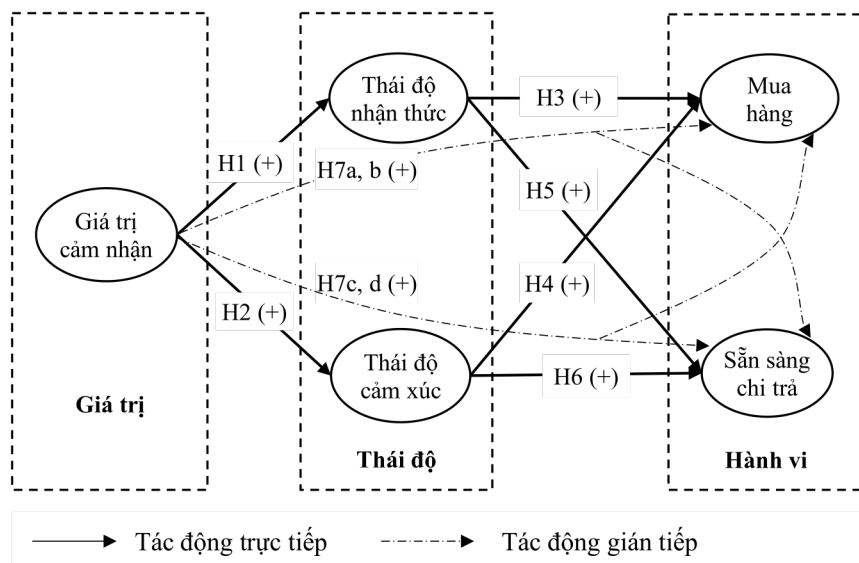 Thái độ
nhận thức
H3 (+)
Mua
hàng
H1 (+)
H7a, b (+)
H5 (+)
Giá trị
cảm nhận
H7c, d (+)
H4 (+)
H2 (+)
Thái độ
cảm xúc
H6 (+)
Sẵn sàng
chi trả
Giá trị
Thái độ
Hành vi
Tác động trực tiếp
Tác động gián tiếp